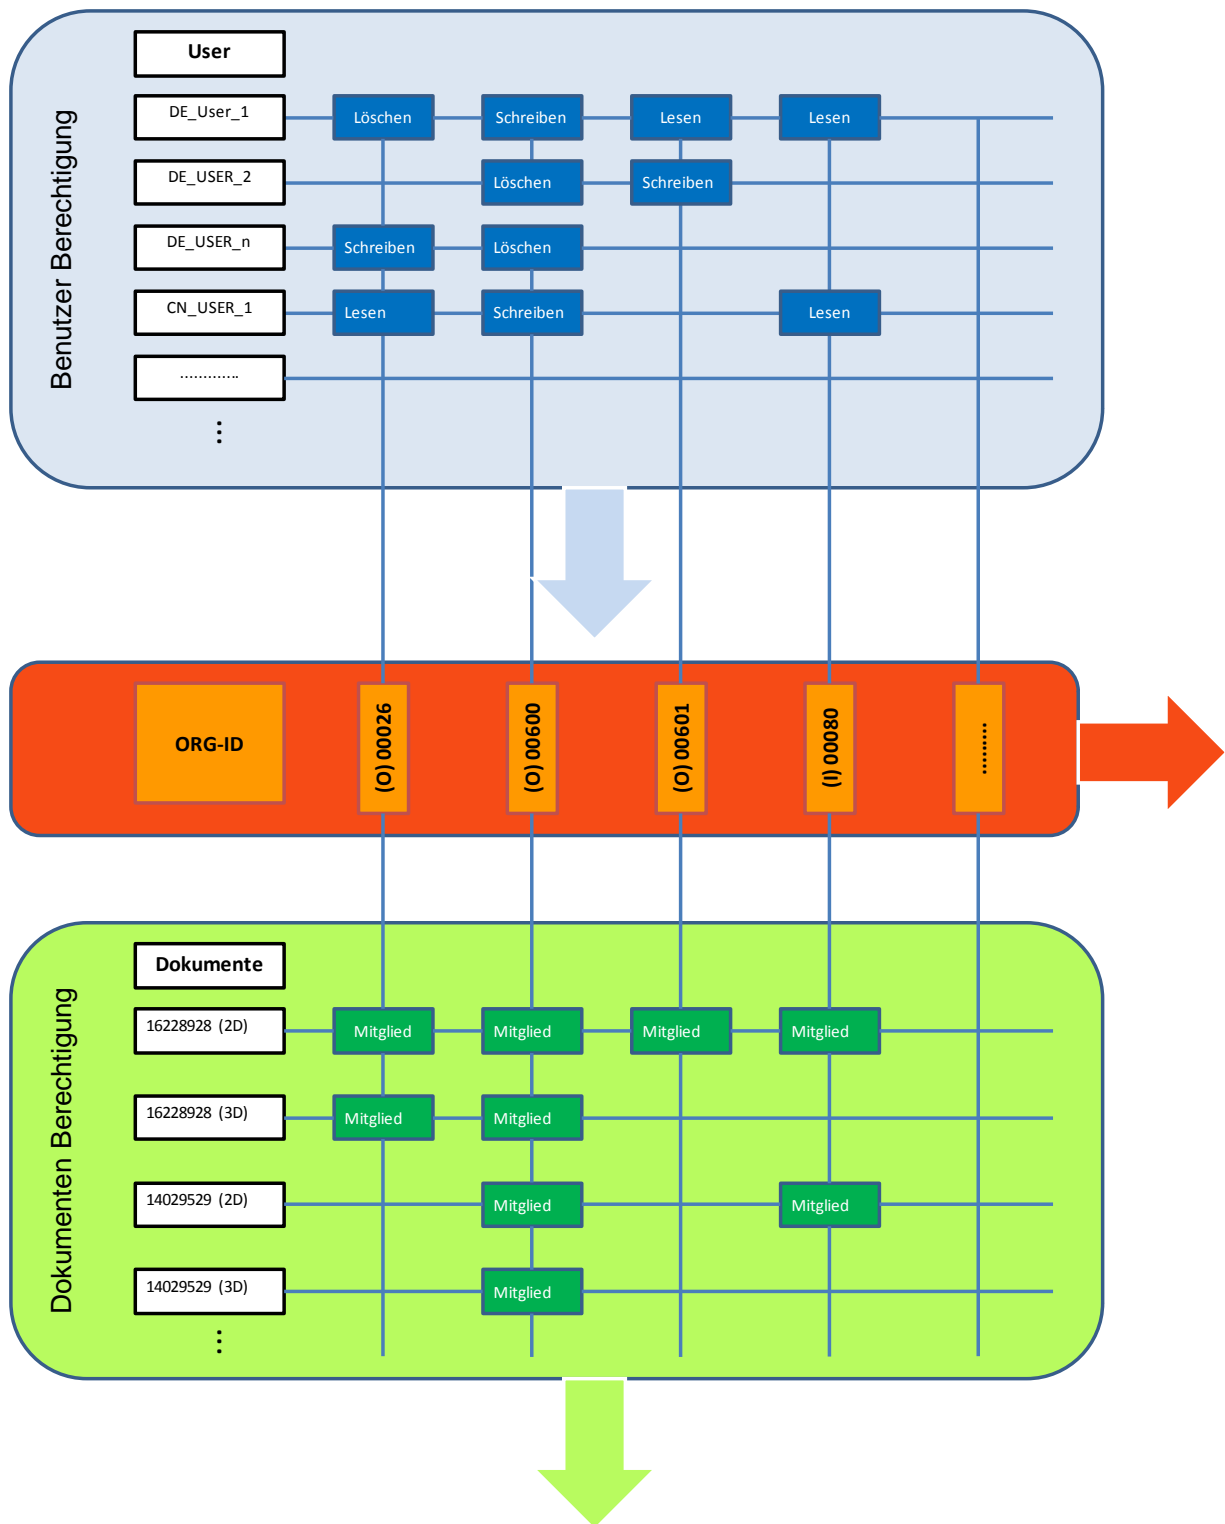 Benutzer Berechtigung
User
DE_User_1
Löschen
Schreiben
Lesen
Lesen
DE_USER_2
Löschen
Schreiben
DE_USER_n
Schreiben
Löschen
CN_USER_1
Lesen
Schreiben
Lesen
.............
...
ORG-ID
(O) 00026
(O) 00600
(O) 00601
(I) 00080
..........
Dokumenten Berechtigung
Dokumente
16228928 (2D)
Mitglied
Mitglied
Mitglied
Mitglied
16228928 (3D)
Mitglied
Mitglied
14029529 (2D)
Mitglied
Mitglied
14029529 (3D)
Mitglied
...